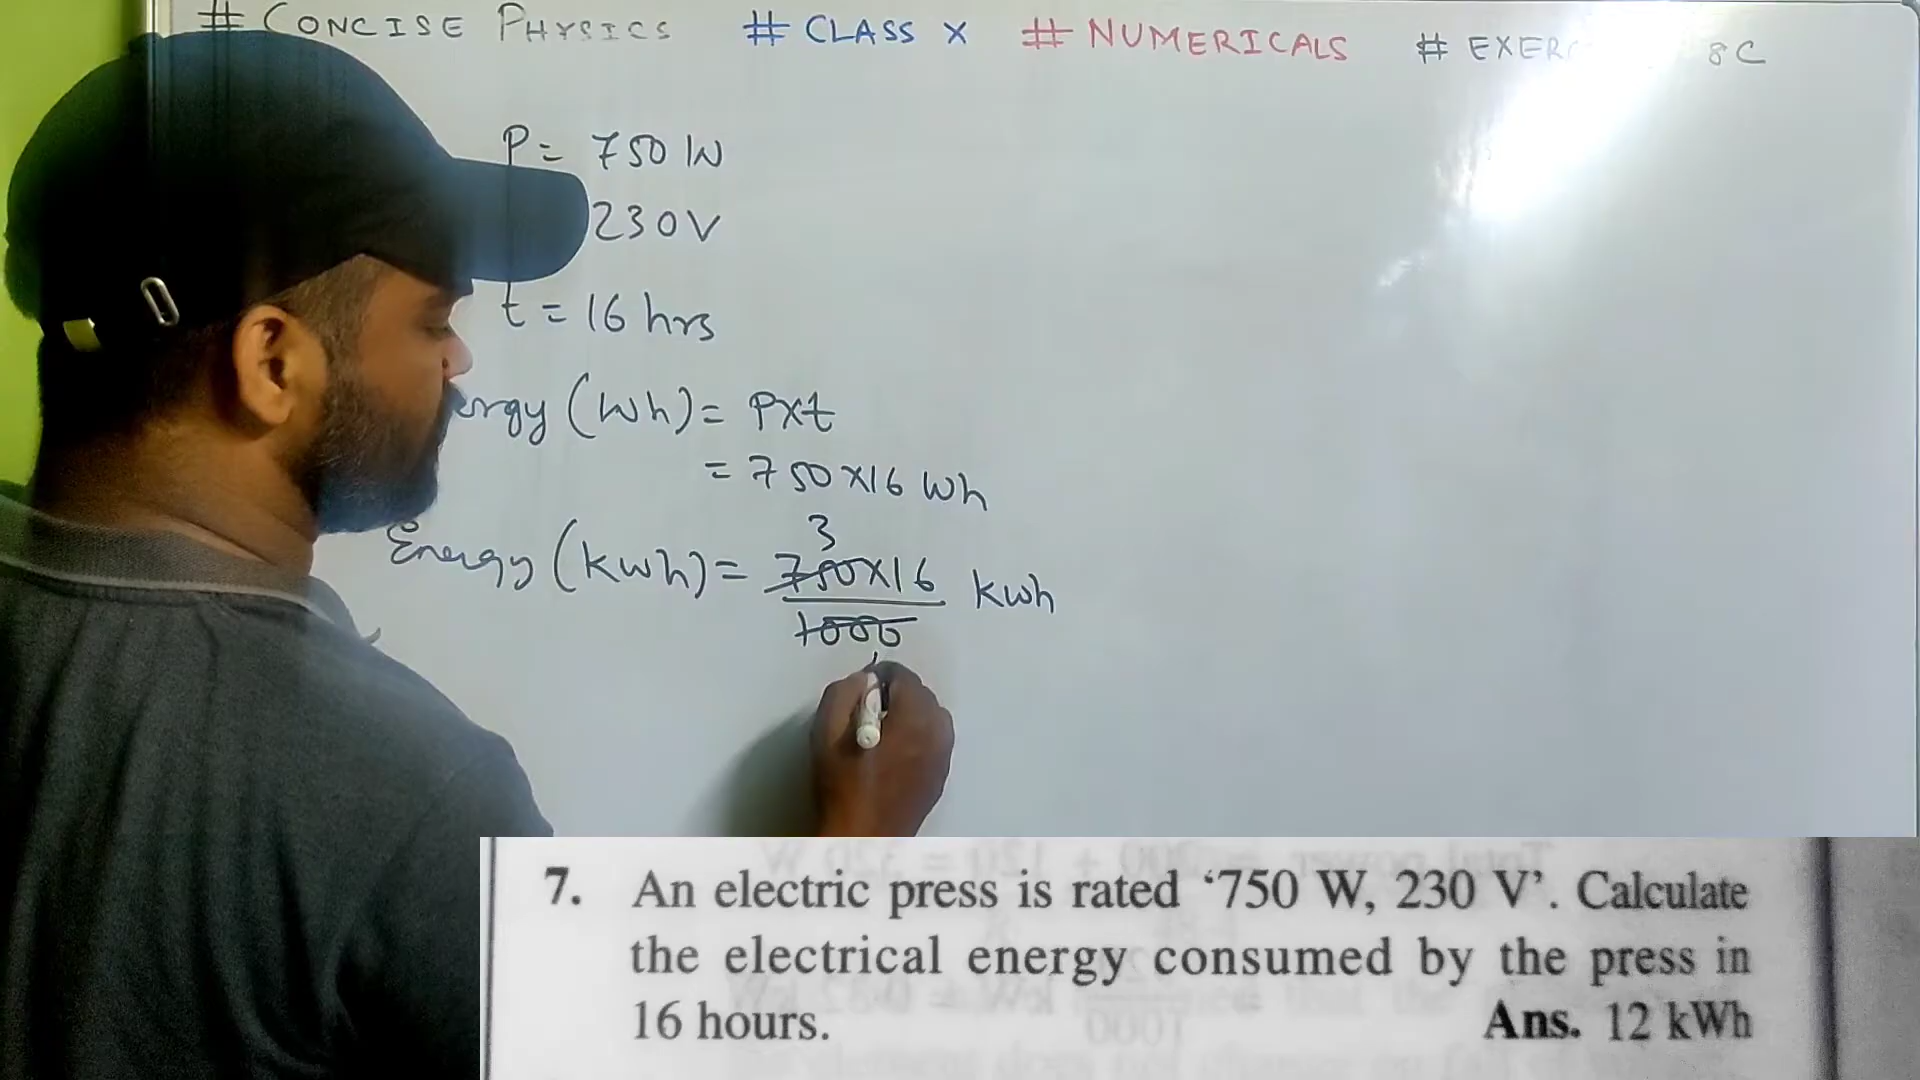 # CONCISE PHYSICS # CLASS X # NUMERICALS # EXER 8C
P = 750 W
230V
t = 16 hrs
ergy (Wh) = P×t
= 750×16 Wh
3
Energy (kwh) = 750×16 kwh
1000
7. An electric press is rated ‘750 W, 230 V’. Calculate
the electrical energy consumed by the press in
16 hours. Ans. 12 kWh